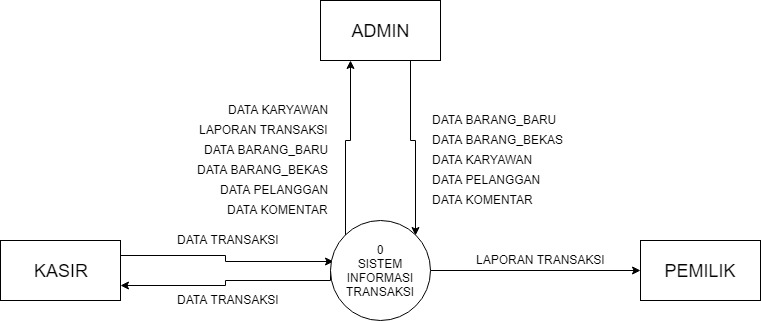 ADMIN
DATA KARYAWAN
LAPORAN TRANSAKSI
DATA BARANG_BARU
DATA BARANG_BEKAS
DATA PELANGGAN
DATA KOMENTAR
DATA BARANG_BARU
DATA BARANG_BEKAS
DATA KARYAWAN
DATA PELANGGAN
DATA KOMENTAR
KASIR
DATA TRANSAKSI
DATA TRANSAKSI
0
SISTEM
INFORMASI
TRANSAKSI
LAPORAN TRANSAKSI
PEMILIK